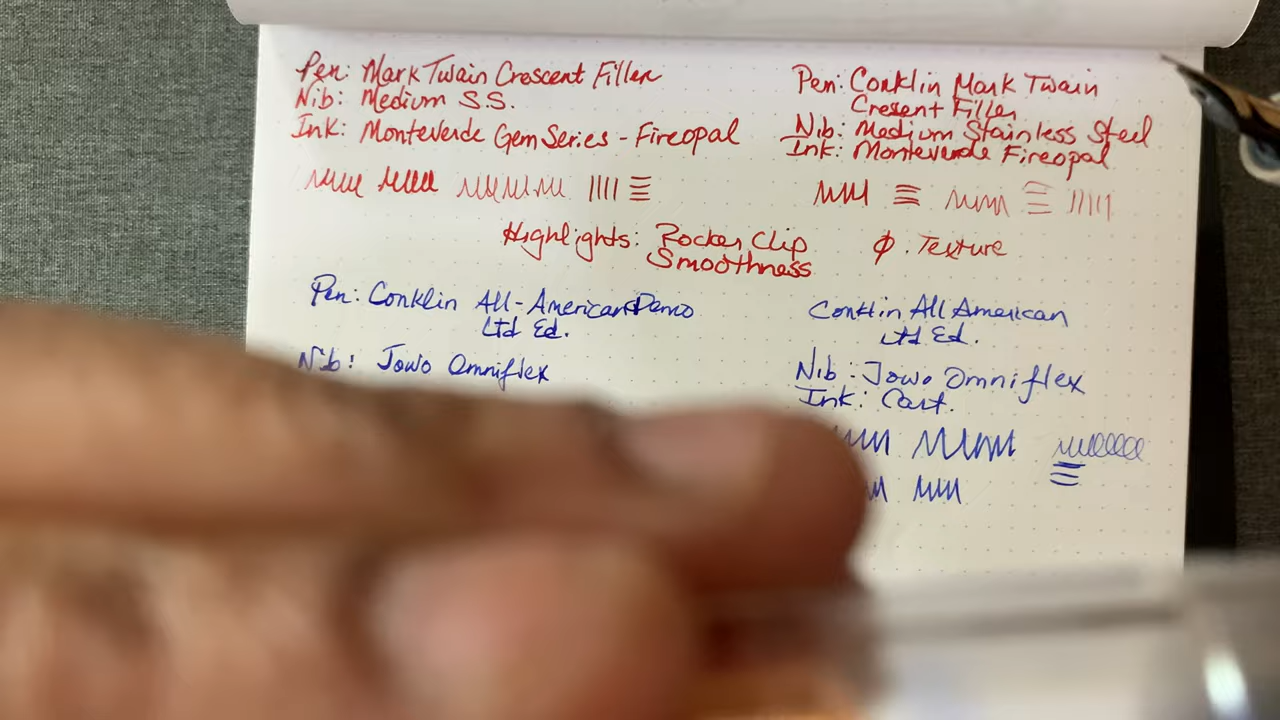 Pen: Mark Twain Crescent Filler
Nib: Medium S.S.
Ink: Monteverde Gem Series - Fireopal
Pen: Conklin Mark Twain
Cresent Filler
Nib: Medium Stainless Steel
Ink: Monteverde Fireopal
Highlights: Rocker Clip
Smoothness
φ. Texture
Pen: Conklin All-American Demo
Ltd Ed.
Nib: Jowo Omniflex
Conklin All American
Ltd Ed.
Nib: Jowo Omniflex
Ink: Cart.